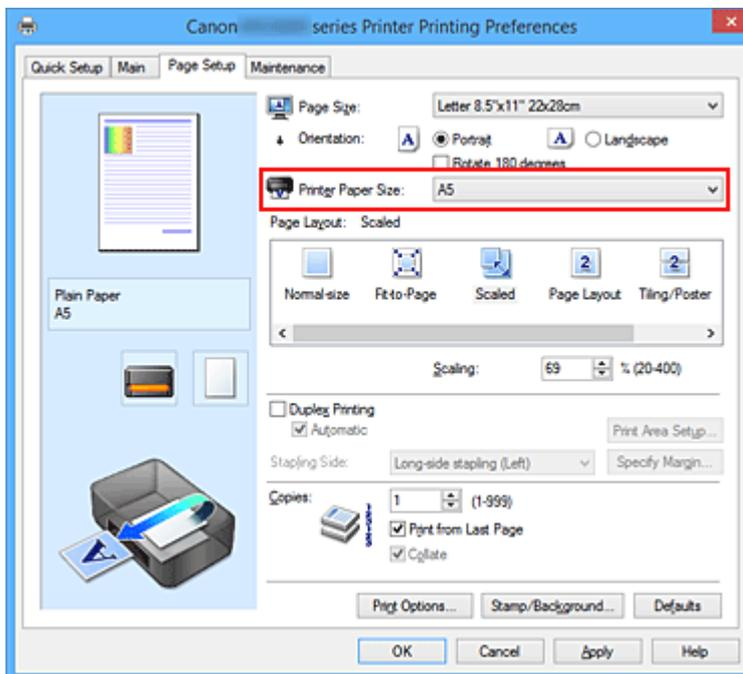 Canon series Printer Printing Preferences
Quick Setup Main Page Setup Maintenance
Page Size: Letter 8.5"x11" 22x28cm
Orientation: A Portrait A Landscape
Rotate 180 degrees
Printer Paper Size: A5
Page Layout: Scaled
Normal-size Fit-to-Page Scaled Page Layout Tiling/Poster
Plain Paper
A5
Scaling: 69 % (20-400)
Duplex Printing
Automatic
Print Area Setup...
Stapling Side: Long-side stapling (Left) Specify Margin...
Copies: 1 (1-999)
Print from Last Page
Collate
Print Options... Stamp/Background... Defaults
OK Cancel Apply Help